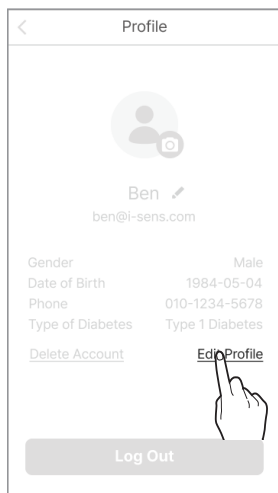 Profile
Ben
ben@i-sens.com
Gender Male
Date of Birth 1984-05-04
Phone 010-1234-5678
Type of Diabetes Type 1 Diabetes
Delete Account Edit Profile
Log Out